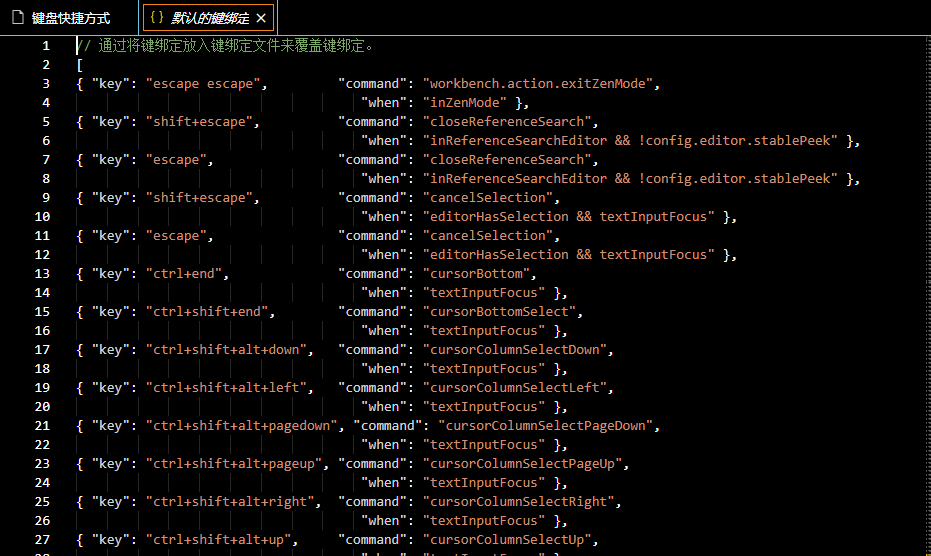 键盘快捷方式 {} 默认的键绑定
1 // 通过将键绑定放入键绑定文件来覆盖键绑定。
2 [
3 { "key": "escape escape", "command": "workbench.action.exitZenMode",
4 "when": "inZenMode" },
5 { "key": "shift+escape", "command": "closeReferenceSearch",
6 "when": "inReferenceSearchEditor && !config.editor.stablePeek" },
7 { "key": "escape", "command": "closeReferenceSearch",
8 "when": "inReferenceSearchEditor && !config.editor.stablePeek" },
9 { "key": "shift+escape", "command": "cancelSelection",
10 "when": "editorHasSelection && textInputFocus" },
11 { "key": "escape", "command": "cancelSelection",
12 "when": "editorHasSelection && textInputFocus" },
13 { "key": "ctrl+end", "command": "cursorBottom",
14 "when": "textInputFocus" },
15 { "key": "ctrl+shift+end", "command": "cursorBottomSelect",
16 "when": "textInputFocus" },
17 { "key": "ctrl+shift+alt+down", "command": "cursorColumnSelectDown",
18 "when": "textInputFocus" },
19 { "key": "ctrl+shift+alt+left", "command": "cursorColumnSelectLeft",
20 "when": "textInputFocus" },
21 { "key": "ctrl+shift+alt+pagedown", "command": "cursorColumnSelectPageDown",
22 "when": "textInputFocus" },
23 { "key": "ctrl+shift+alt+pageup", "command": "cursorColumnSelectPageUp",
24 "when": "textInputFocus" },
25 { "key": "ctrl+shift+alt+right", "command": "cursorColumnSelectRight",
26 "when": "textInputFocus" },
27 { "key": "ctrl+shift+alt+up", "command": "cursorColumnSelectUp",